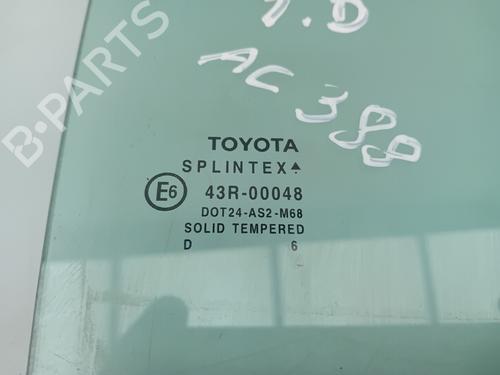 B-PARTS
T.D
AC 388
TOYOTA
SPLINTEX
E6 43R-00048
DOT24-AS2-M68
SOLID TEMPERED
D 6